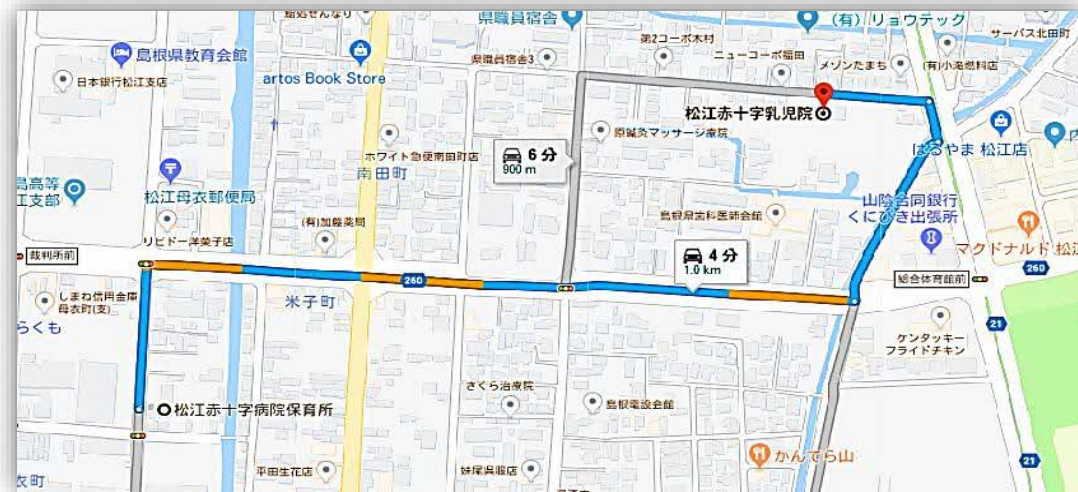 県職員宿舎
(有)リョウテック
サーパス北田町
島根県教育会館
日本銀行松江支店
artos Book Store
県職員宿舎3
第2コーポ木村
ニューコーポ福田
メゾンたまち
(有)小滝燃料店
松江赤十字乳児院
原鍼灸マッサージ療院
はるやま 松江店
6 分
900 m
ホワイト急便南田町店
南田町
島高等
江支部
松江母衣郵便局
(有)加藤薬局
リビドー洋菓子店
島根県歯科医師会館
山陰合同銀行
くにびき出張所
マクドナルド 松江
裁判所前
4 分
1.0 km
260
260
総合体育館前
しまね信用金庫
母衣町(支)
らくも
米子町
21
ケンタッキー
フライドチキン
さくら治療院
松江赤十字病院保育所
島根電設会館
かんてら山
平田生花店
妹尾呉服店
21
衣町